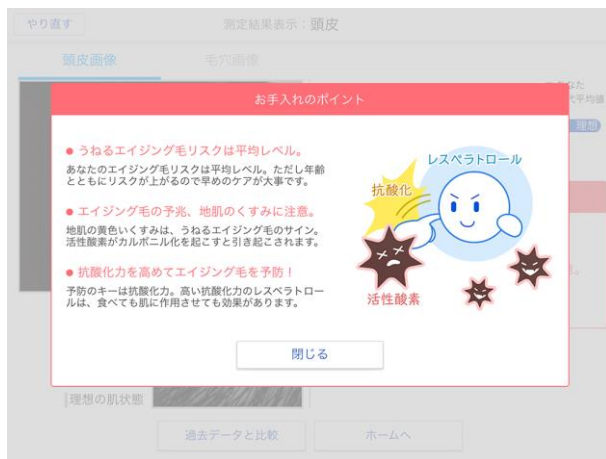 やり直す
測定結果表示：頭皮
頭皮画像
毛穴画像
お手入れのポイント
● うねるエイジング毛リスクは平均レベル。
あなたのエイジング毛リスクは平均レベル。ただし年齢
とともにリスクが上がるので早めのケアが大事です。
● エイジング毛の予兆、地肌のくすみに注意。
地肌の黄色いくすみは、うねるエイジング毛のサイン。
活性酸素がカルボニル化を起こすと引き起こされます。
● 抗酸化力を高めてエイジング毛を予防！
予防のキーは抗酸化力。高い抗酸化力のレスベラトロー
ルは、食べても肌に作用させても効果があります。
レスベラトロール
抗酸化
活性酸素
閉じる
代平均値
理想
理想の肌状態
過去データと比較
ホームへ